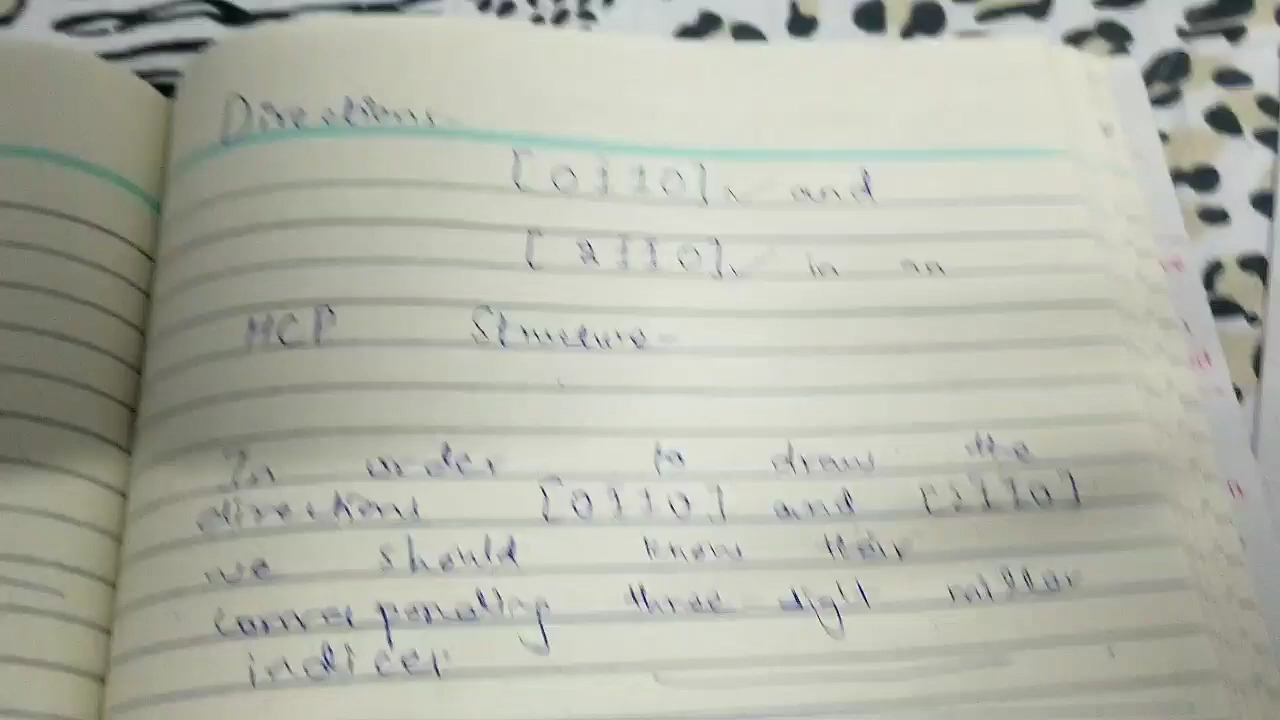 Directions
[0110], and
[2110], in an
HCP Structure
In order to draw the
directions [0110] and [2110]
we should know their
corresponding three digit miller
indices